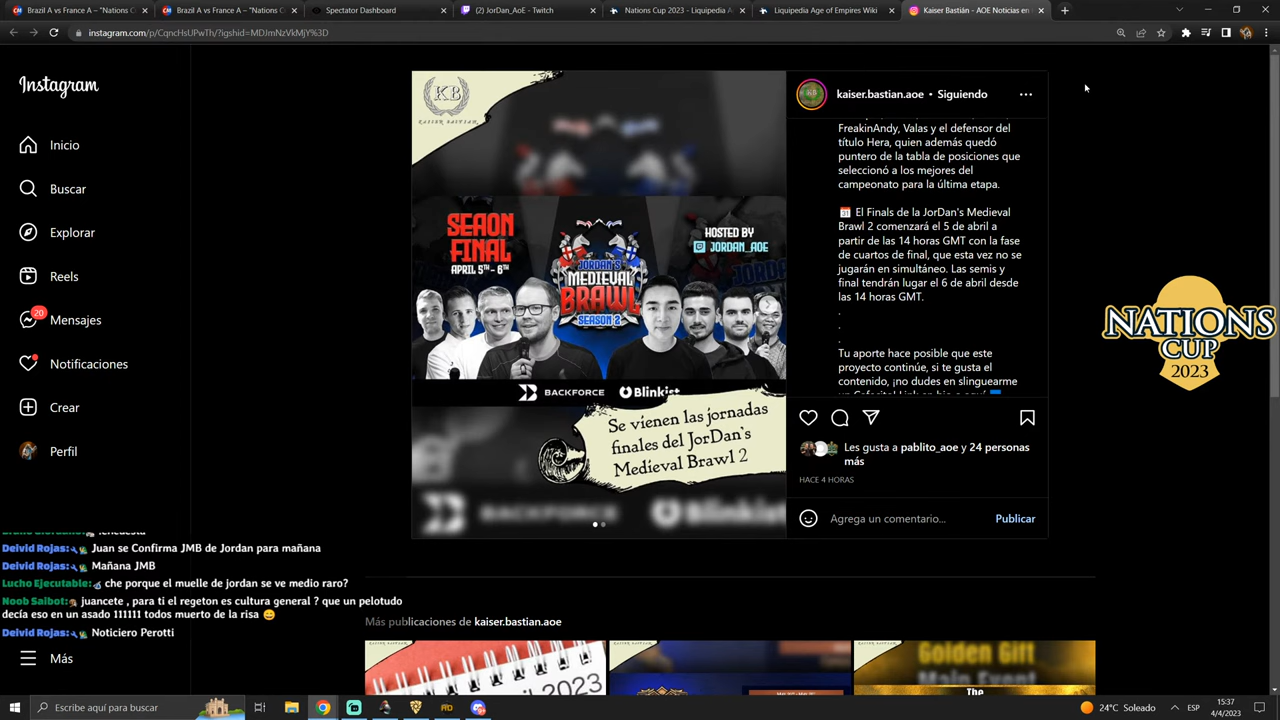 Brazil A vs France A – "Nations C
Brazil A vs France A – "Nations C
Spectator Dashboard
(2) JorDan_AoE - Twitch
Nations Cup 2023 - Liquipedia A
Liquipedia Age of Empires Wiki
Kaiser Bastián - AOE Noticias en
instagram.com/p/CqncHsUPwTh/?igshid=MDJmNzVkMjY%3D
Instagram
Inicio
Buscar
Explorar
Reels
20
Mensajes
Notificaciones
Crear
Perfil
KB
KAISER BASTIAN
SEAON
FINAL
APRIL 5TH - 6TH
HOSTED BY
JORDAN_AOE
JORDAN'S
MEDIEVAL
BRAWL
SEASON 2
BACKFORCE
Blinkist
Se vienen las jornadas
finales del JorDan's
Medieval Brawl 2
BACKFORCE
Blinkist
kaiser.bastian.aoe • Siguiendo
FreakinAndy, Valas y el defensor del
título Hera, quien además quedó
puntero de la tabla de posiciones que
seleccionó a los mejores del
campeonato para la última etapa.
El Finals de la JorDan's Medieval
Brawl 2 comenzará el 5 de abril a
partir de las 14 horas GMT con la fase
de cuartos de final, que esta vez no se
jugarán en simultáneo. Las semis y
final tendrán lugar el 6 de abril desde
las 14 horas GMT.
.
.
.
Tu aporte hace posible que este
proyecto continúe, si te gusta el
contenido, ¡no dudes en slinguearme
un Cafecito! Link en bio o aquí
Les gusta a pablito_aoe y 24 personas
más
HACE 4 HORAS
Agrega un comentario...
Publicar
NATIONS
CUP
2023
Deivid Rojas: Juan se Confirma JMB de Jordan para mañana
Deivid Rojas: Mañana JMB
Lucho Ejecutable: che porque el muelle de jordan se ve medio raro?
Noob Saibot: juancete , para ti el regeton es cultura general ? que un pelotudo
decía eso en un asado 111111 todos muerto de la risa 😄
Deivid Rojas: Noticiero Perotti
Más publicaciones de kaiser.bastian.aoe
Más
2023
Golden Gift
Main Event
The
Escribe aquí para buscar
24°C Soleado
ESP
15:37
4/4/2023